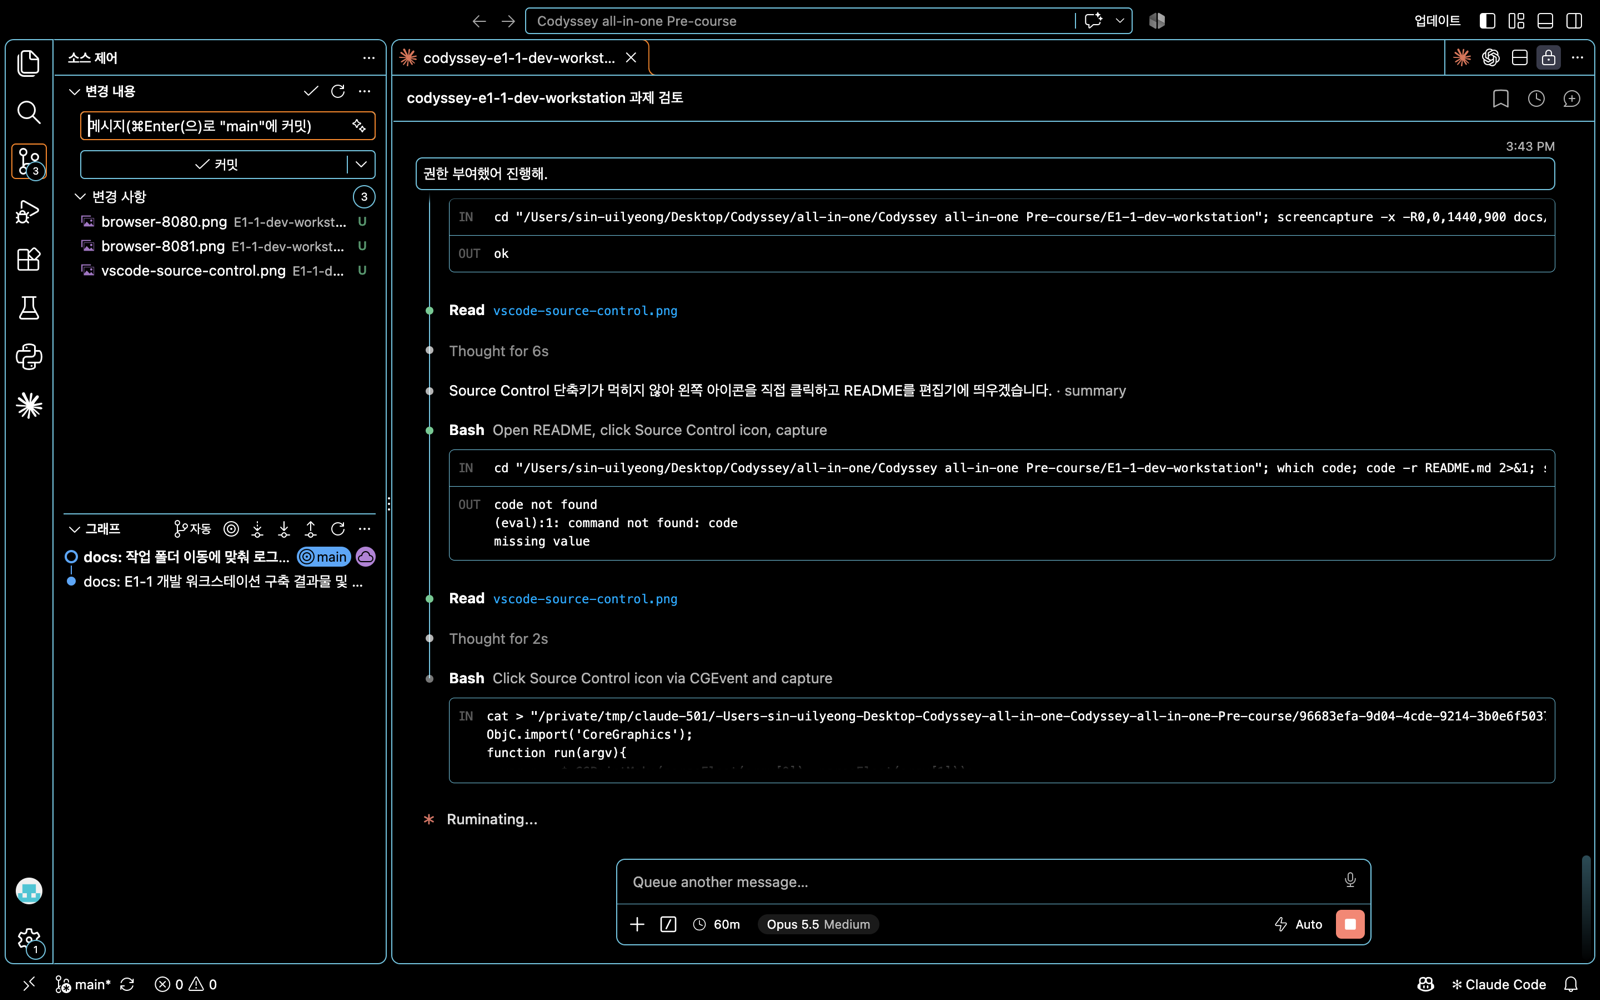 Codyssey all-in-one Pre-course
업데이트
소스 제어
codyssey-e1-1-dev-workst...
변경 내용
메시지(⌘Enter(으)로 "main"에 커밋)
커밋
변경 사항 3
browser-8080.png E1-1-dev-workst... U
browser-8081.png E1-1-dev-workst... U
vscode-source-control.png E1-1-d... U
3
그래프
자동
docs: 작업 폴더 이동에 맞춰 로그... main
docs: E1-1 개발 워크스테이션 구축 결과물 및 ...
1
codyssey-e1-1-dev-workstation 과제 검토
3:43 PM
권한 부여했어 진행해.
IN cd "/Users/sin-uilyeong/Desktop/Codyssey/all-in-one/Codyssey all-in-one Pre-course/E1-1-dev-workstation"; screencapture -x -R0,0,1440,900 docs/
OUT ok
Read vscode-source-control.png
Thought for 6s
Source Control 단축키가 먹히지 않아 왼쪽 아이콘을 직접 클릭하고 README를 편집기에 띄우겠습니다. · summary
Bash Open README, click Source Control icon, capture
IN cd "/Users/sin-uilyeong/Desktop/Codyssey/all-in-one/Codyssey all-in-one Pre-course/E1-1-dev-workstation"; which code; code -r README.md 2>&1;
OUT code not found
(eval):1: command not found: code
missing value
Read vscode-source-control.png
Thought for 2s
Bash Click Source Control icon via CGEvent and capture
IN cat > "/private/tmp/claude-501/-Users-sin-uilyeong-Desktop-Codyssey-all-in-one-Codyssey-all-in-one-Pre-course/96683efa-9d04-4cde-9214-3b0e6f5037
ObjC.import('CoreGraphics');
function run(argv){
Ruminating...
Queue another message...
60m Opus 5.5 Medium Auto
main* 0 0 Claude Code